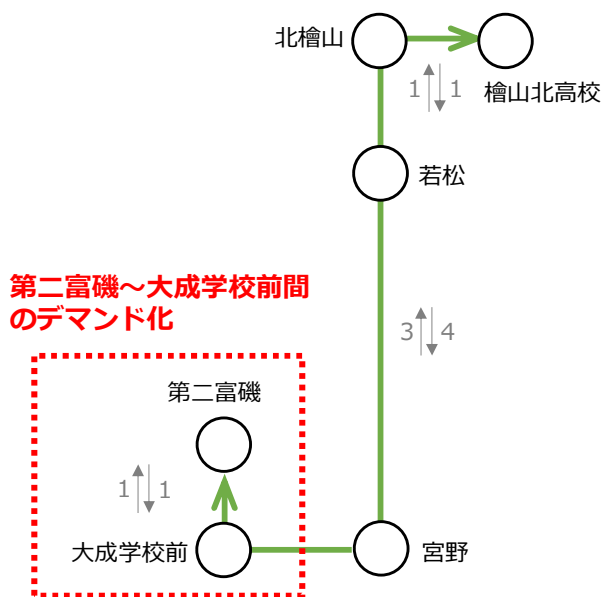 北檜山
檜山北高校
1 1
若松
第二富磯～大成学校前間
のデマンド化
3 4
第二富磯
1 1
大成学校前
宮野